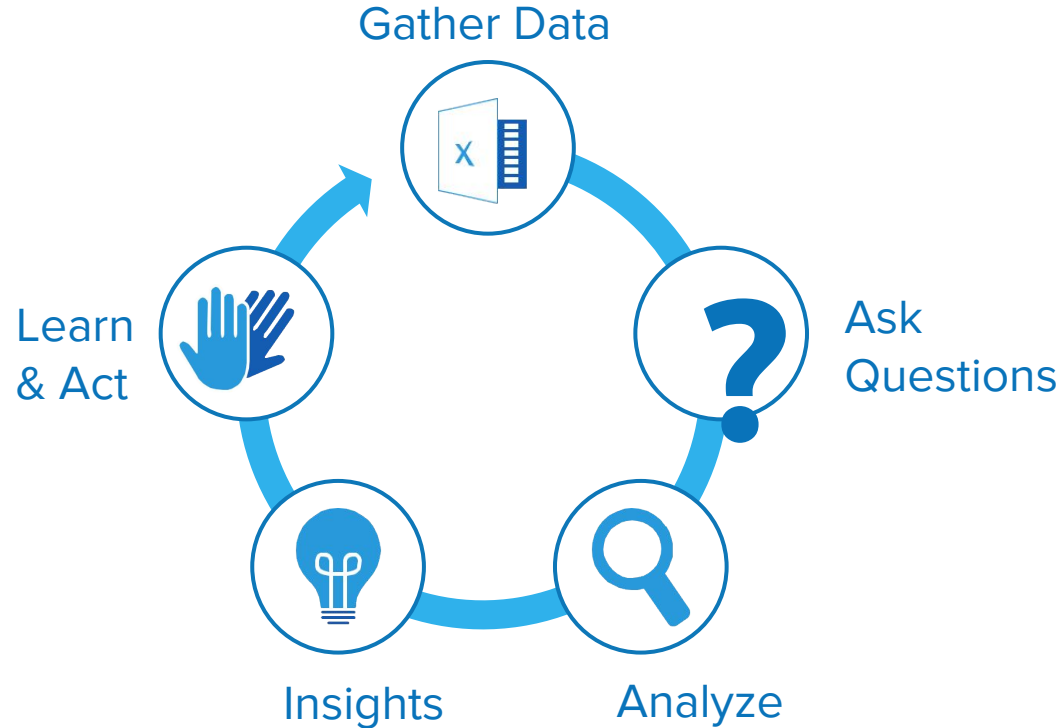 Gather Data
X
Ask
Questions
?
Analyze
Insights
Learn
& Act